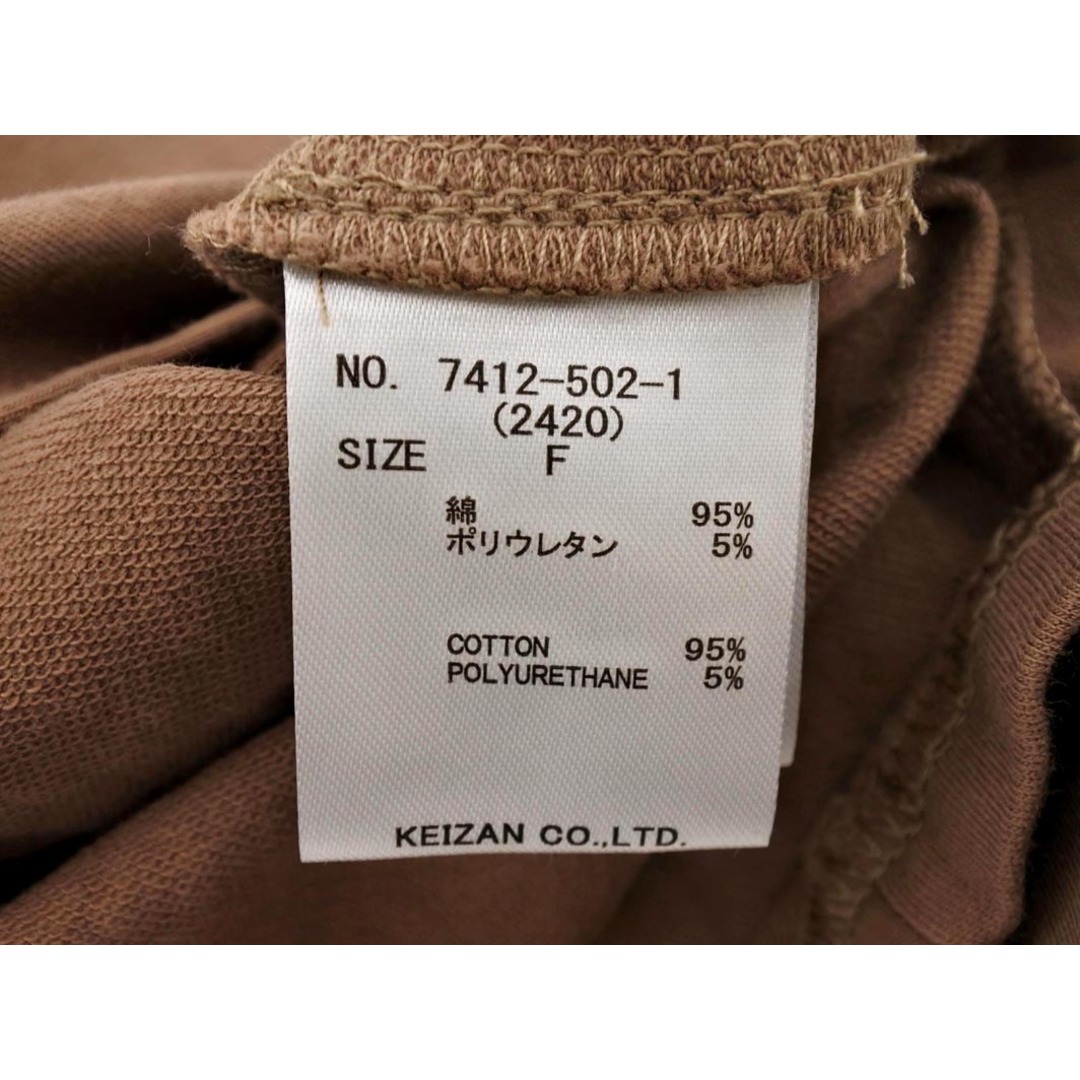 NO. 7412-502-1
(2420)
SIZE F
綿 95%
ポリウレタン 5%
COTTON 95%
POLYURETHANE 5%
KEIZAN CO.,LTD.